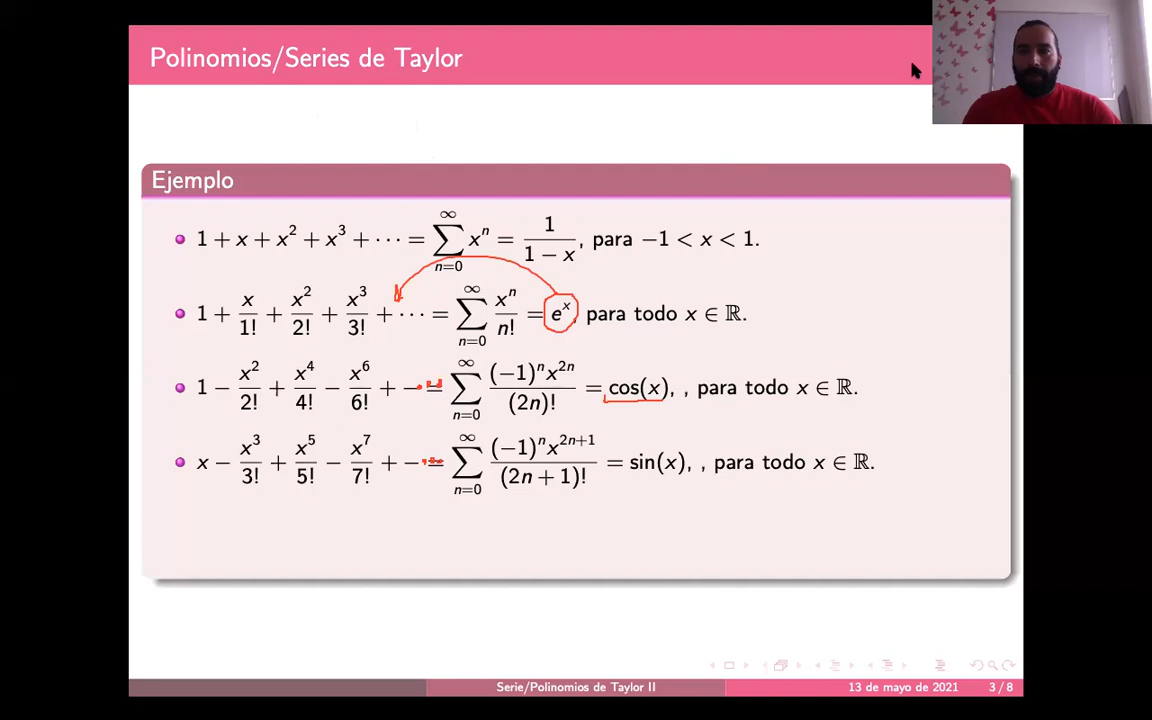 Polinomios/Series de Taylor
Ejemplo
1 + x + x² + x³ + ··· = ∑_{n=0}^{∞} xⁿ = 1/(1 − x), para −1 < x < 1.
1 + x/1! + x²/2! + x³/3! + ··· = ∑_{n=0}^{∞} xⁿ/n! = eˣ, para todo x ∈ ℝ.
1 − x²/2! + x⁴/4! − x⁶/6! + − ·· = ∑_{n=0}^{∞} (−1)ⁿx²ⁿ/(2n)! = cos(x), , para todo x ∈ ℝ.
x − x³/3! + x⁵/5! − x⁷/7! + − ·· = ∑_{n=0}^{∞} (−1)ⁿx²ⁿ⁺¹/(2n + 1)! = sin(x), , para todo x ∈ ℝ.
Serie/Polinomios de Taylor II
13 de mayo de 2021
3 / 8